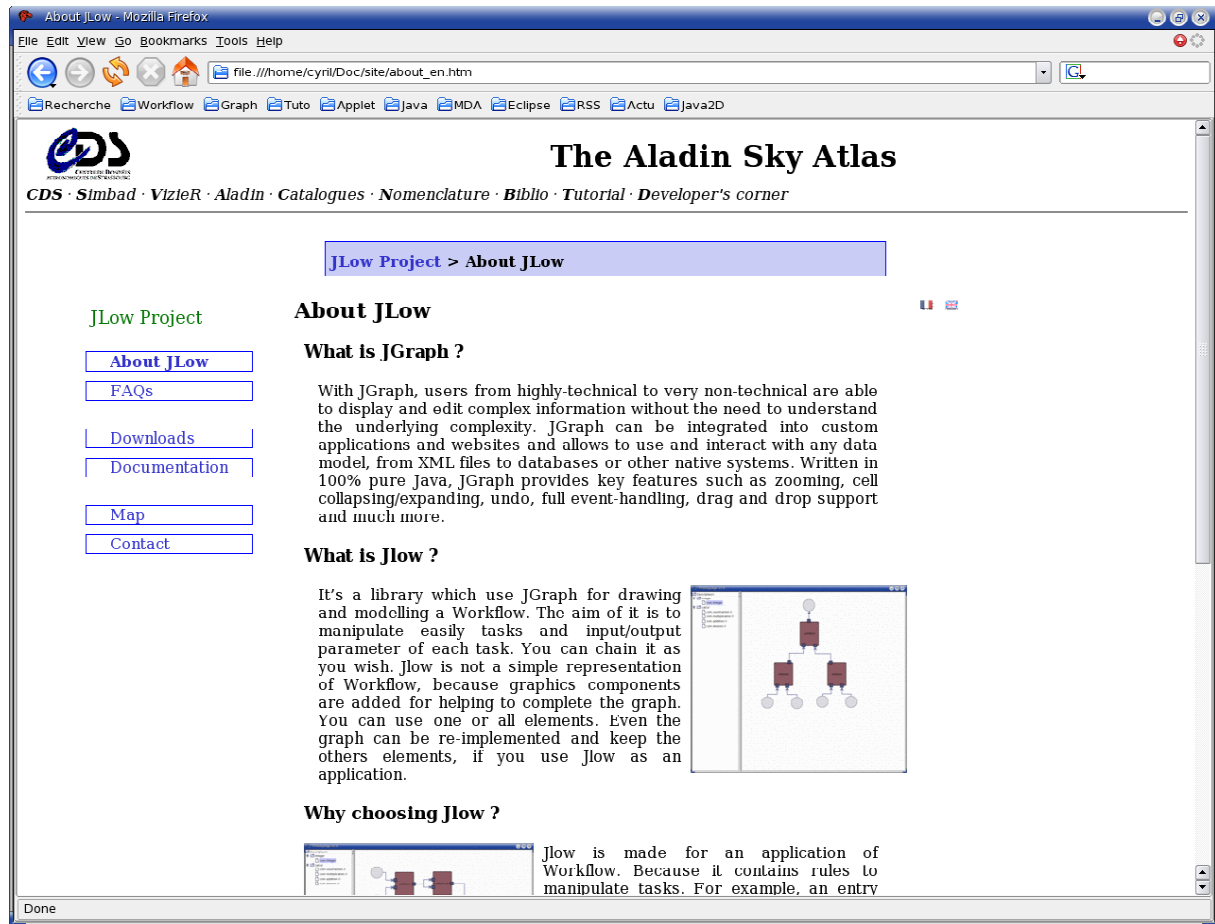 About JLow - Mozilla Firefox
File Edit View Go Bookmarks Tools Help
file:///home/cyril/Doc/site/about_en.htm
G
Recherche Workflow Graph Tuto Applet Java MDA Eclipse RSS Actu Java2D
CDS
The Aladin Sky Atlas
CDS · Simbad · VizieR · Aladin · Catalogues · Nomenclature · Biblio · Tutorial · Developer's corner
JLow Project > About JLow
JLow Project
About JLow
FAQs
Downloads
Documentation
Map
Contact
About JLow
What is JGraph ?
With JGraph, users from highly-technical to very non-technical are able
to display and edit complex information without the need to understand
the underlying complexity. JGraph can be integrated into custom
applications and websites and allows to use and interact with any data
model, from XML files to databases or other native systems. Written in
100% pure Java, JGraph provides key features such as zooming, cell
collapsing/expanding, undo, full event-handling, drag and drop support
and much more.
What is Jlow ?
It's a library which use JGraph for drawing
and modelling a Workflow. The aim of it is to
manipulate easily tasks and input/output
parameter of each task. You can chain it as
you wish. Jlow is not a simple representation
of Workflow, because graphics components
are added for helping to complete the graph.
You can use one or all elements. Even the
graph can be re-implemented and keep the
others elements, if you use Jlow as an
application.
Why choosing Jlow ?
Jlow is made for an application of
Workflow. Because it contains rules to
manipulate tasks. For example, an entry
Done